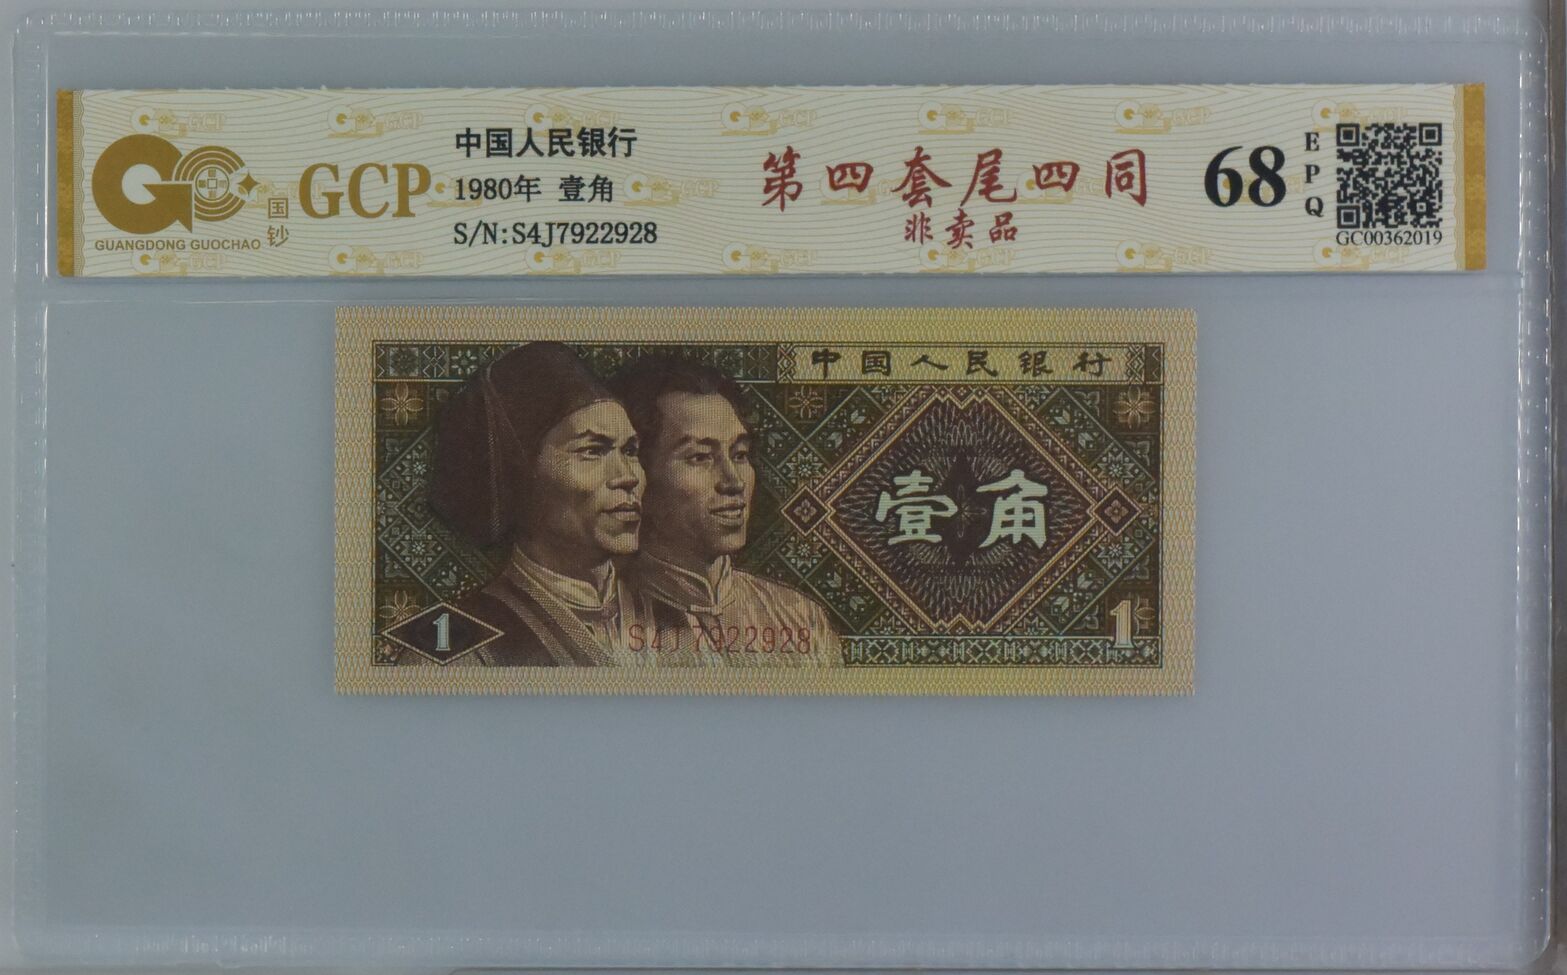 GCP
国钞
GUANGDONG GUOCHAO
中国人民银行
1980年 壹角
S/N:S4J7922928
第四套尾四同
非卖品
68
EPQ
GC00362019
中国人民银行
壹角
1
S4J7922928
1